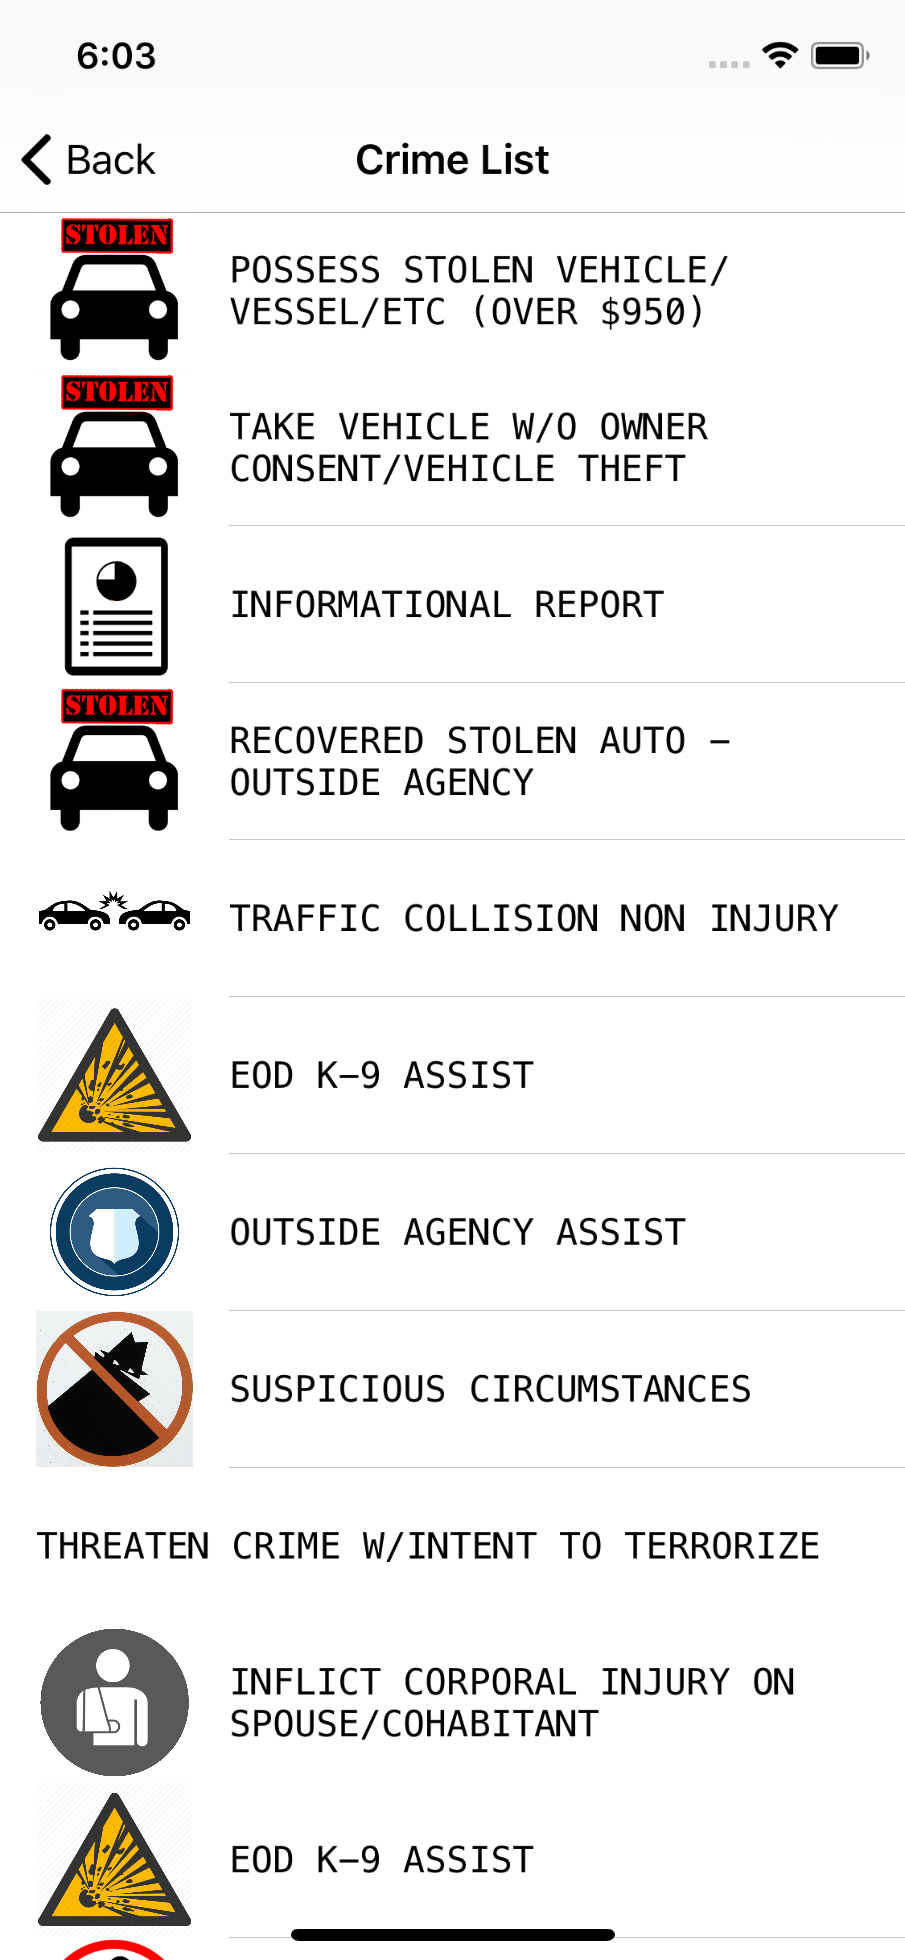 6:03
Back
Crime List
STOLEN
POSSESS STOLEN VEHICLE/
VESSEL/ETC (OVER $950)
STOLEN
TAKE VEHICLE W/O OWNER
CONSENT/VEHICLE THEFT
INFORMATIONAL REPORT
STOLEN
RECOVERED STOLEN AUTO –
OUTSIDE AGENCY
TRAFFIC COLLISION NON INJURY
EOD K–9 ASSIST
OUTSIDE AGENCY ASSIST
SUSPICIOUS CIRCUMSTANCES
THREATEN CRIME W/INTENT TO TERRORIZE
INFLICT CORPORAL INJURY ON
SPOUSE/COHABITANT
EOD K–9 ASSIST